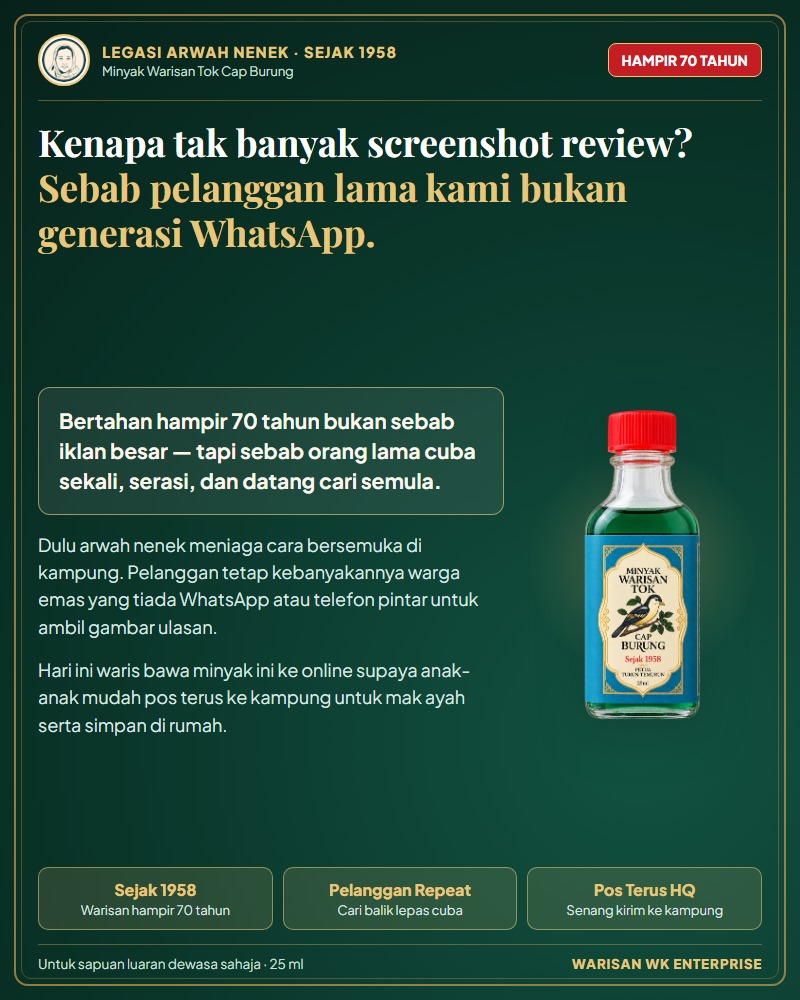 LEGASI ARWAH NENEK · SEJAK 1958
Minyak Warisan Tok Cap Burung
HAMPIR 70 TAHUN
Kenapa tak banyak screenshot review?
Sebab pelanggan lama kami bukan
generasi WhatsApp.
Bertahan hampir 70 tahun bukan sebab
iklan besar — tapi sebab orang lama cuba
sekali, serasi, dan datang cari semula.
Dulu arwah nenek meniaga cara bersemuka di
kampung. Pelanggan tetap kebanyakannya warga
emas yang tiada WhatsApp atau telefon pintar untuk
ambil gambar ulasan.
Hari ini waris bawa minyak ini ke online supaya anak-
anak mudah pos terus ke kampung untuk mak ayah
serta simpan di rumah.
MINYAK
WARISAN
TOK
CAP
BURUNG
Sejak 1958
PETUA
TURUN TEMURUN
Sejak 1958
Warisan hampir 70 tahun
Pelanggan Repeat
Cari balik lepas cuba
Pos Terus HQ
Senang kirim ke kampung
Untuk sapuan luaran dewasa sahaja · 25 ml
WARISAN WK ENTERPRISE